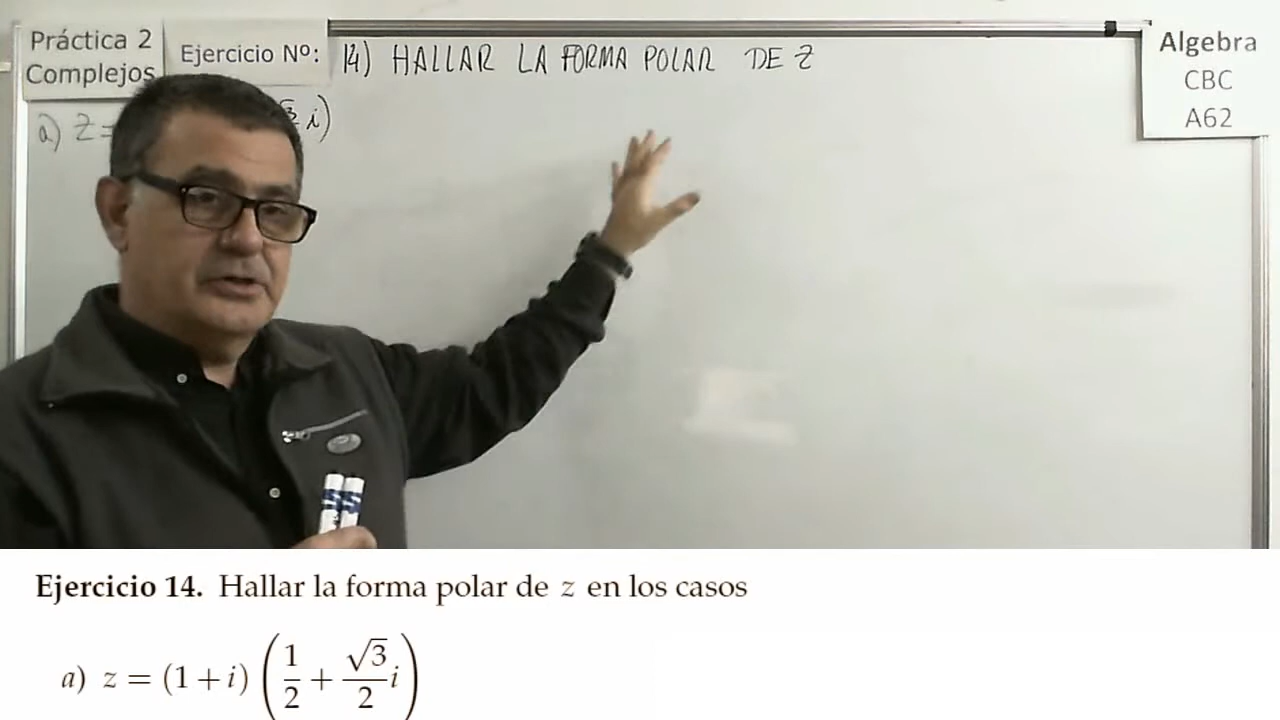 Práctica 2
Complejos
Ejercicio Nº:
14) HALLAR LA FORMA POLAR DE Z
Algebra
CBC
A62
a) Z =
i)
Ejercicio 14. Hallar la forma polar de z en los casos
a) z = (1 + i) (1/2 + √3/2 i)